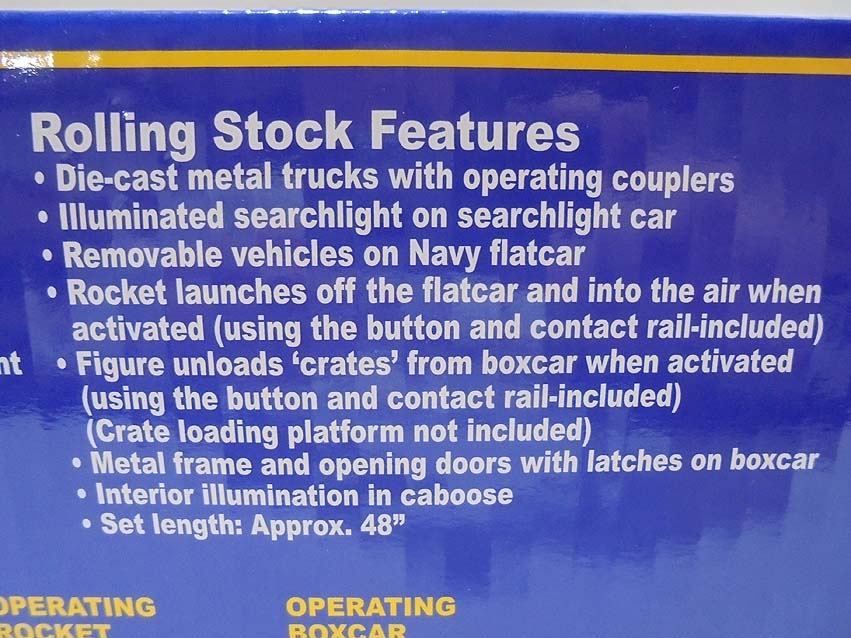 Rolling Stock Features
• Die-cast metal trucks with operating couplers
• Illuminated searchlight on searchlight car
• Removable vehicles on Navy flatcar
• Rocket launches off the flatcar and into the air when
activated (using the button and contact rail-included)
• Figure unloads ‘crates’ from boxcar when activated
(using the button and contact rail-included)
(Crate loading platform not included)
• Metal frame and opening doors with latches on boxcar
• Interior illumination in caboose
• Set length: Approx. 48”
OPERATING
ROCKET
OPERATING
BOXCAR